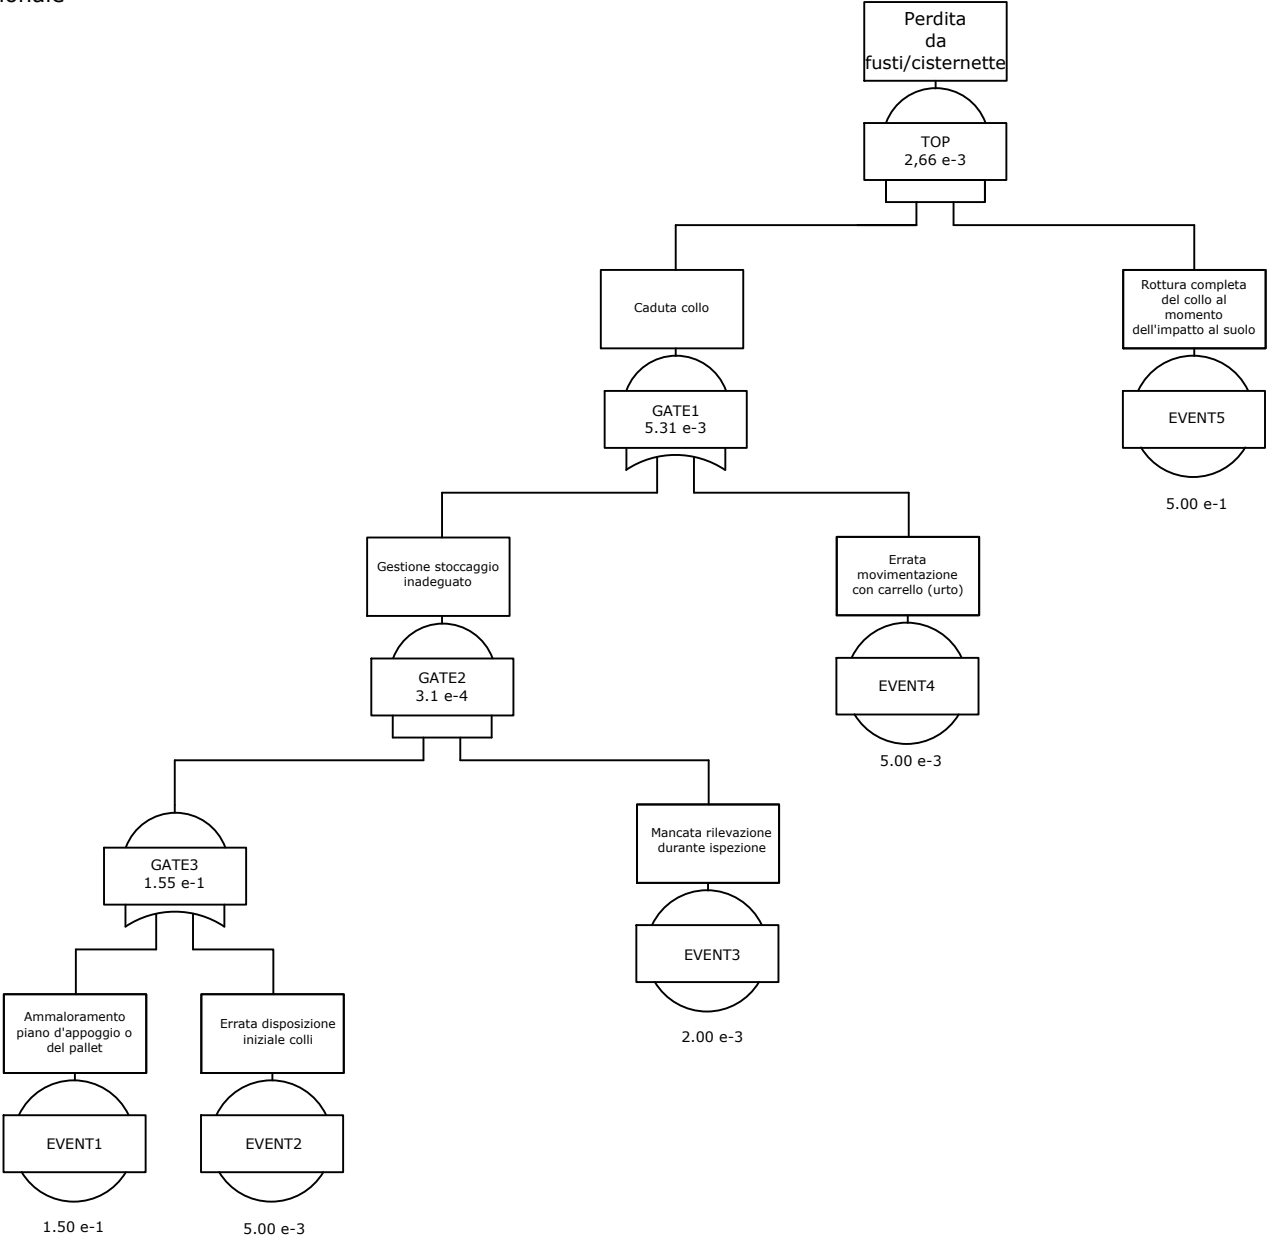 Perdita
da
fusti/cisternette
TOP
2,66 e-3
Caduta collo
GATE1
5.31 e-3
Rottura completa
del collo al
momento
dell'impatto al suolo
EVENT5
5.00 e-1
Gestione stoccaggio
inadeguato
GATE2
3.1 e-4
Errata
movimentazione
con carrello (urto)
EVENT4
5.00 e-3
GATE3
1.55 e-1
Mancata rilevazione
durante ispezione
EVENT3
2.00 e-3
Ammaloramento
piano d'appoggio o
del pallet
EVENT1
1.50 e-1
Errata disposizione
iniziale colli
EVENT2
5.00 e-3